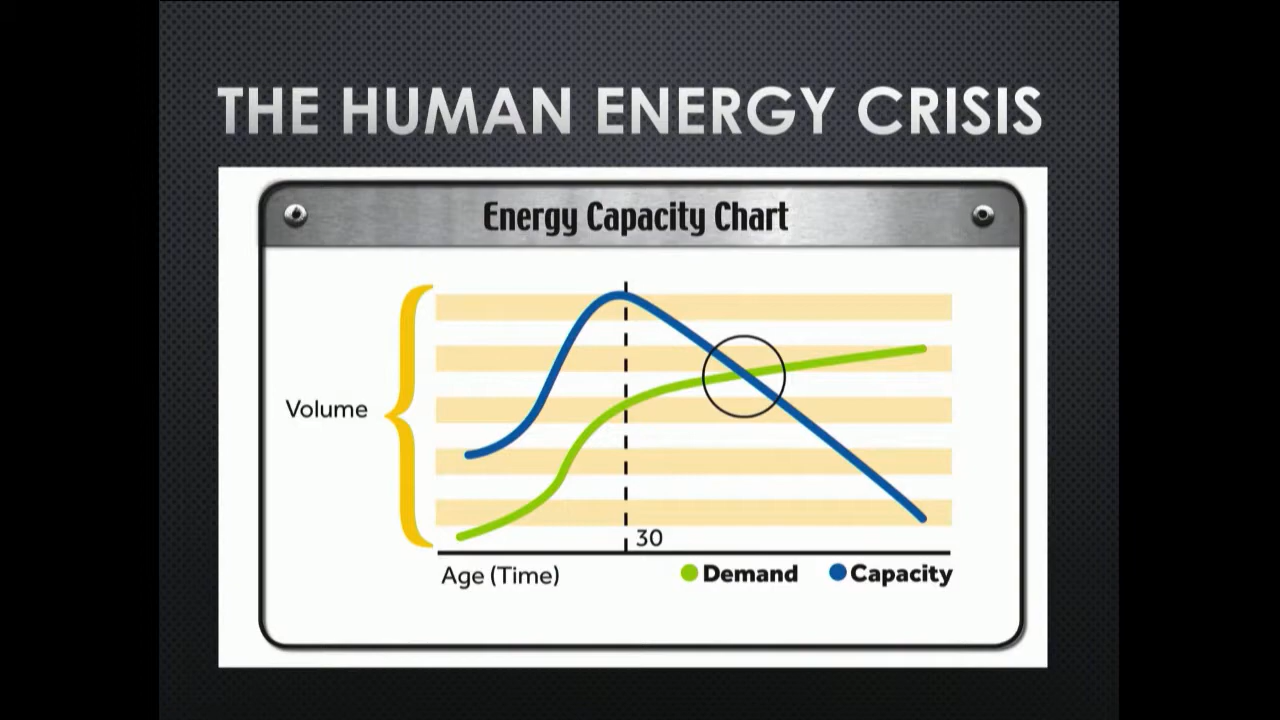 THE HUMAN ENERGY CRISIS
Energy Capacity Chart
Volume
30
Age (Time)
Demand
Capacity